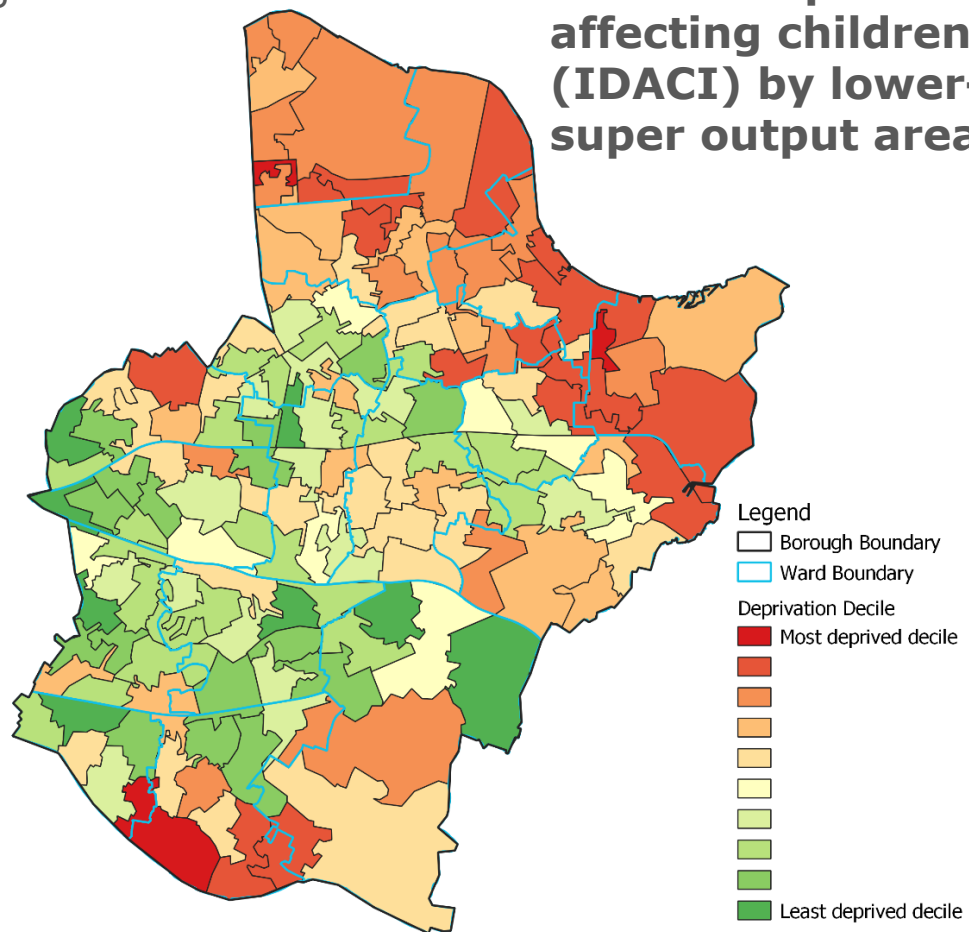 affecting children
(IDACI) by lower-
super output area
Legend
Borough Boundary
Ward Boundary
Deprivation Decile
Most deprived decile
Least deprived decile